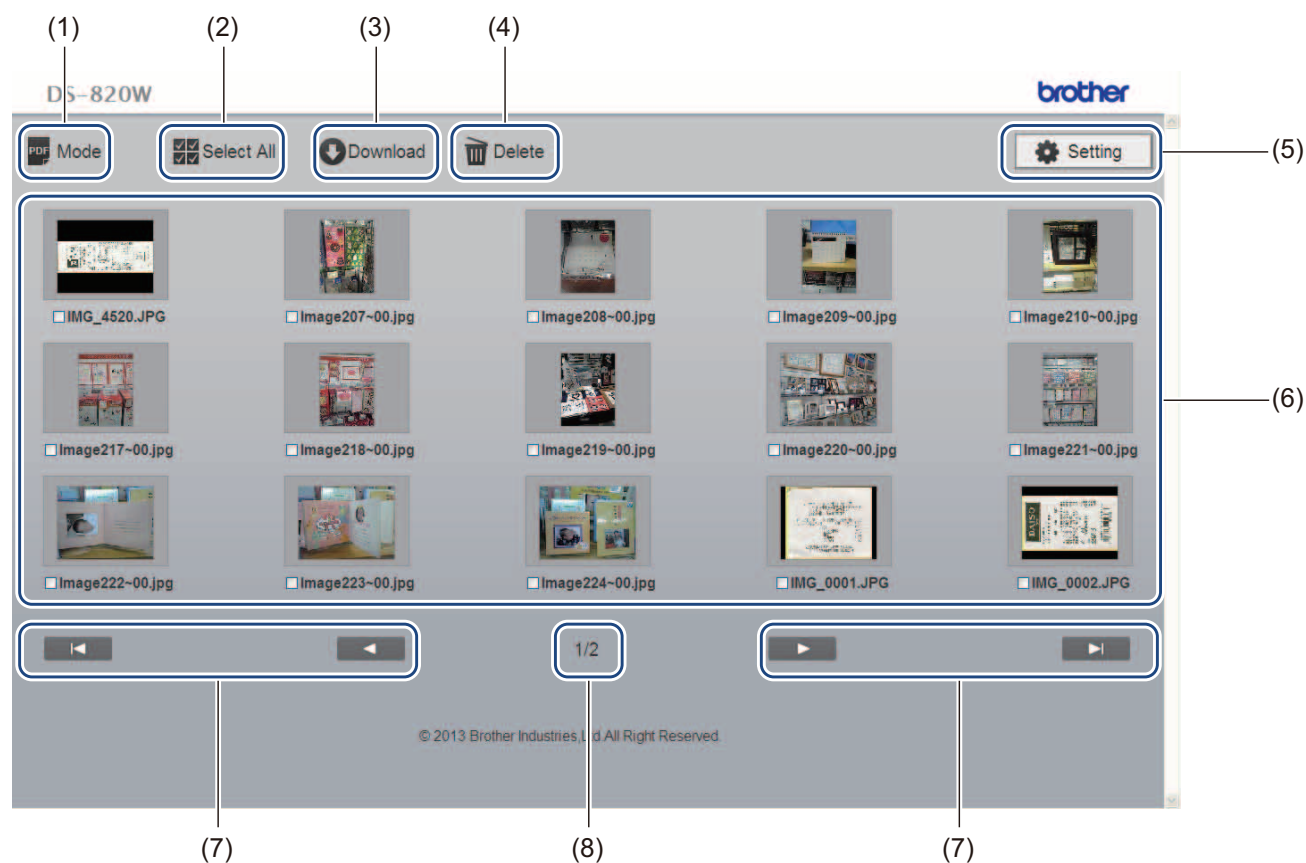 (1) (2) (3) (4)
DS-820W brother
PDF Mode Select All Download Delete Setting (5)
IMG_4520.JPG Image207~00.jpg Image208~00.jpg Image209~00.jpg Image210~00.jpg
(6)
Image217~00.jpg Image218~00.jpg Image219~00.jpg Image220~00.jpg Image221~00.jpg
DAISO
Image222~00.jpg Image223~00.jpg Image224~00.jpg IMG_0001.JPG IMG_0002.JPG
1/2
© 2013 Brother Industries, All Right Reserved.
(7) (8) (7)